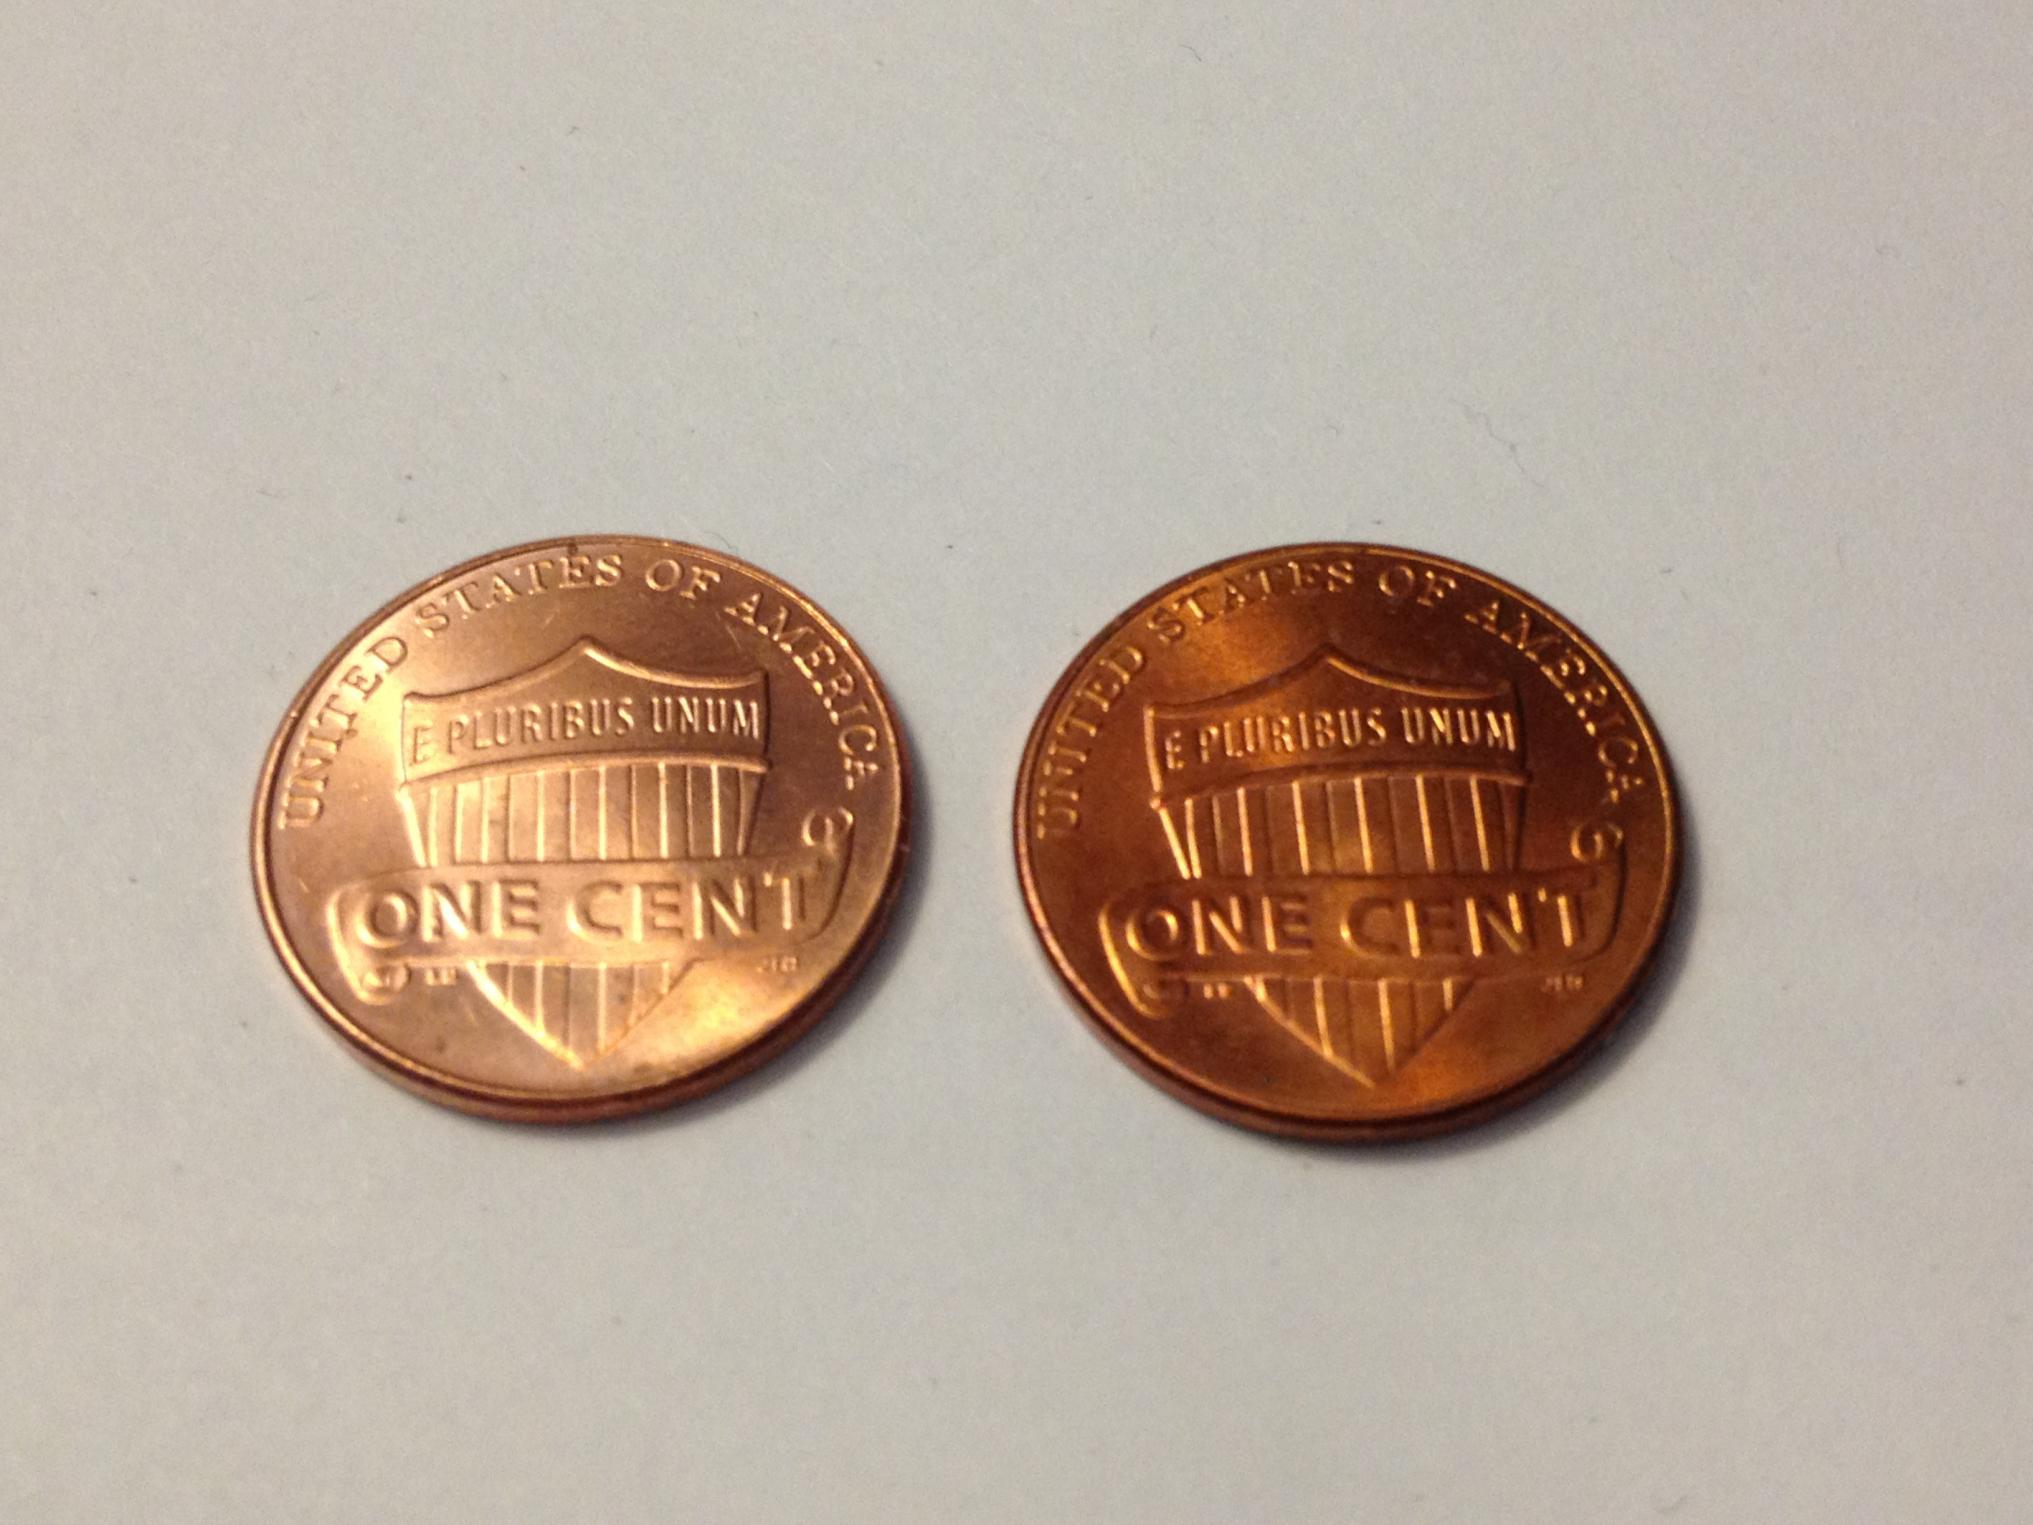 UNITED STATES OF AMERICA
E PLURIBUS UNUM
ONE CENT
UNITED STATES OF AMERICA
E PLURIBUS UNUM
ONE CENT